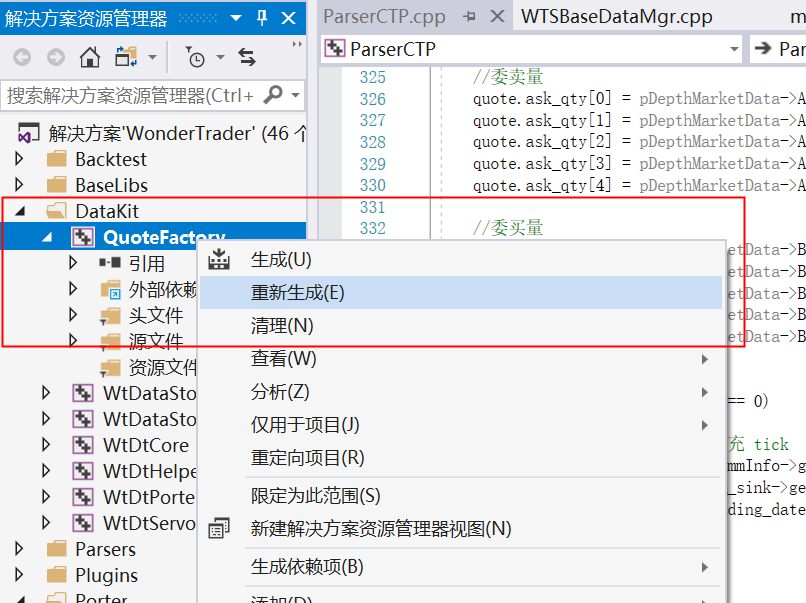 解决方案资源管理器
搜索解决方案资源管理器(Ctrl+
解决方案'WonderTrader' (46 个
Backtest
BaseLibs
DataKit
QuoteFactory
引用
外部依赖
头文件
源文件
资源文件
WtDataSto
WtDataSto
WtDtCore
WtDtHelpe
WtDtPorte
WtDtServo
Parsers
Plugins
Porter
ParserCTP.cpp
WTSBaseDataMgr.cpp
m
ParserCTP
Par
325 //委卖量
326 quote.ask_qty[0] = pDepthMarketData->A
327 quote.ask_qty[1] = pDepthMarketData->A
328 quote.ask_qty[2] = pDepthMarketData->A
329 quote.ask_qty[3] = pDepthMarketData->A
330 quote.ask_qty[4] = pDepthMarketData->A
331
332 //委买量
etData->B
etData->B
etData->B
etData->B
etData->B
== 0)
充 tick
mmInfo->g
_sink->ge
ding_date
生成(U)
重新生成(E)
清理(N)
查看(W)
分析(Z)
仅用于项目(J)
重定向项目(R)
限定为此范围(S)
新建解决方案资源管理器视图(N)
生成依赖项(B)
添加(D)